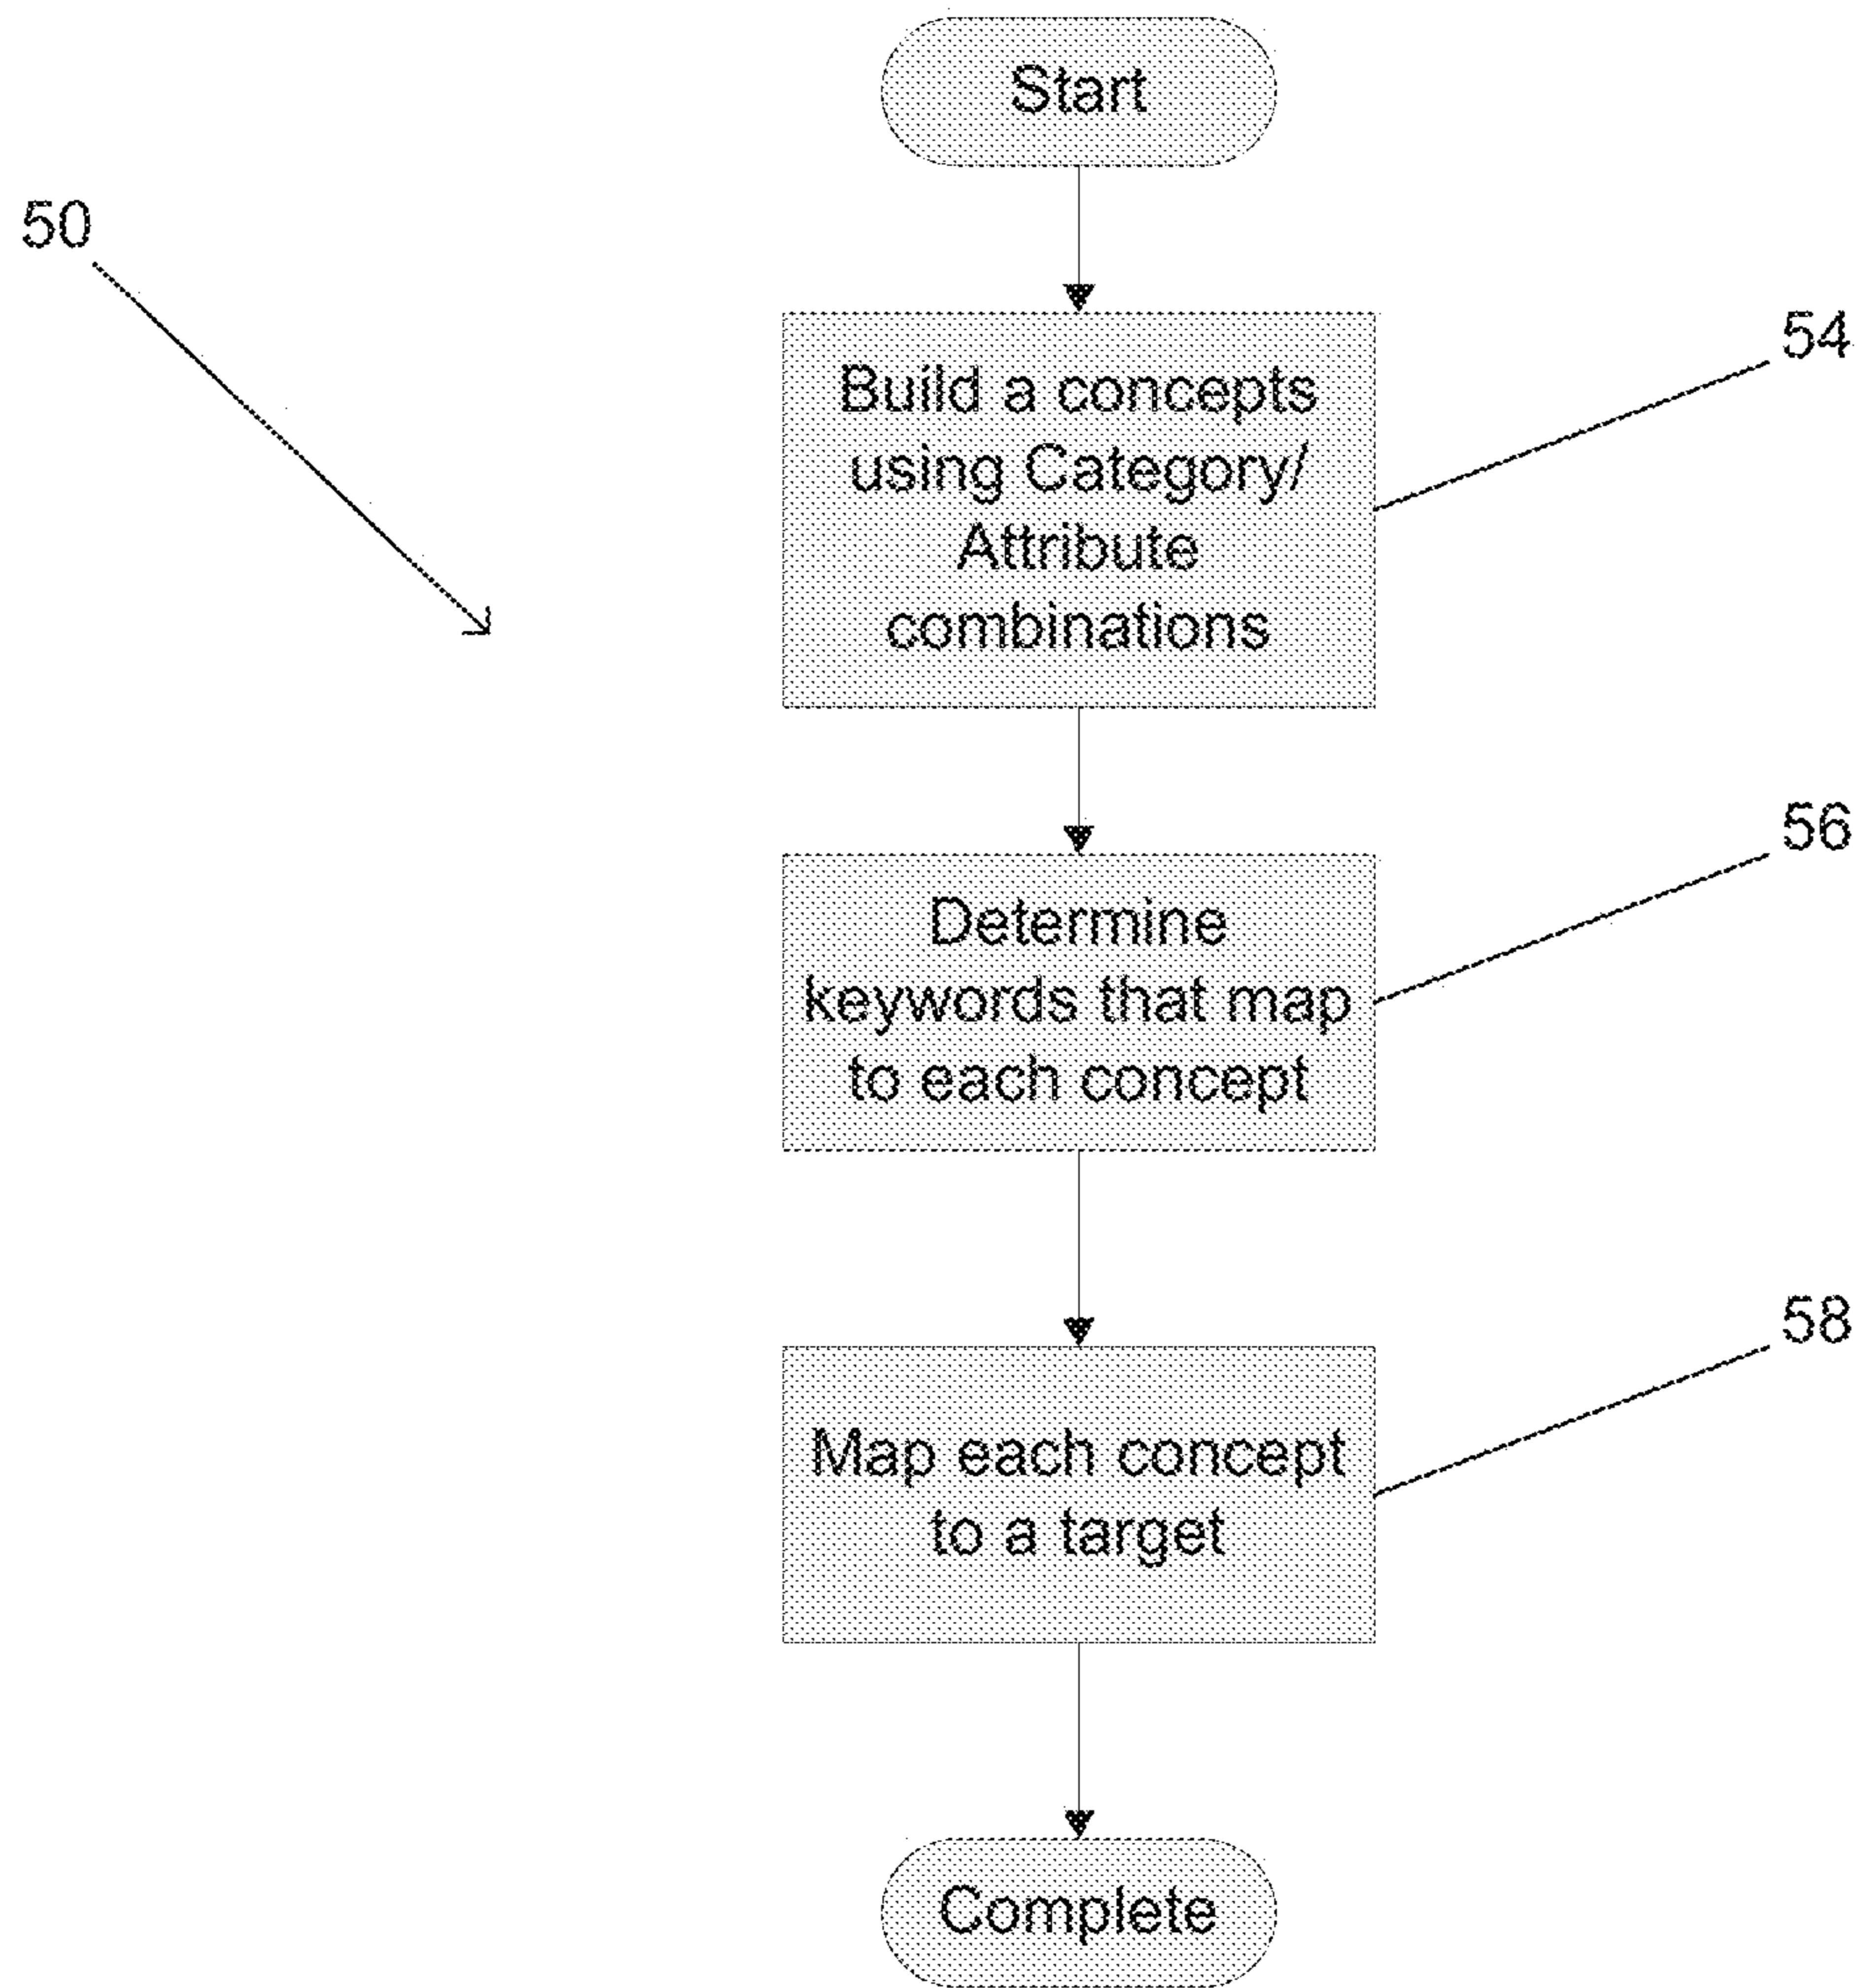 Start
50
54
Build a concepts
using Category/
Attribute
combinations
56
Determine
keywords that map
to each concept
58
Map each concept
to a target
Complete